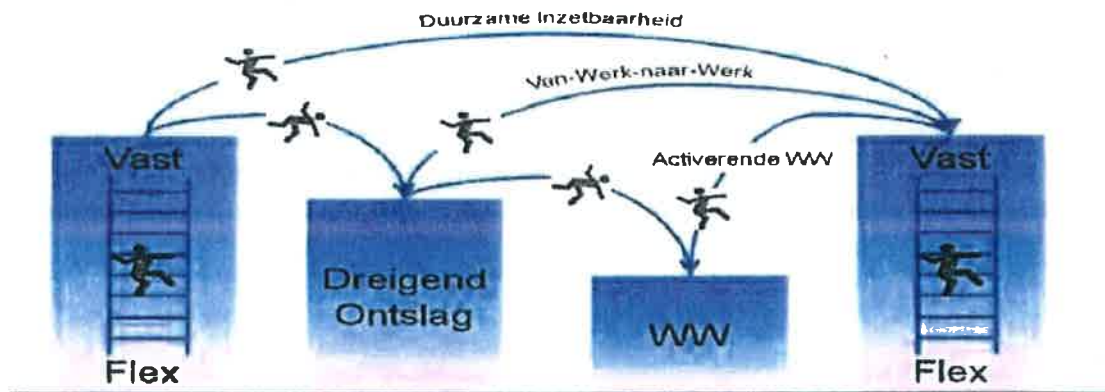 Duurzame Inzetbaarheid
Van-Werk-naar-Werk
Activerende WW
Vast
Flex
Dreigend
Ontslag
WW
Vast
Flex